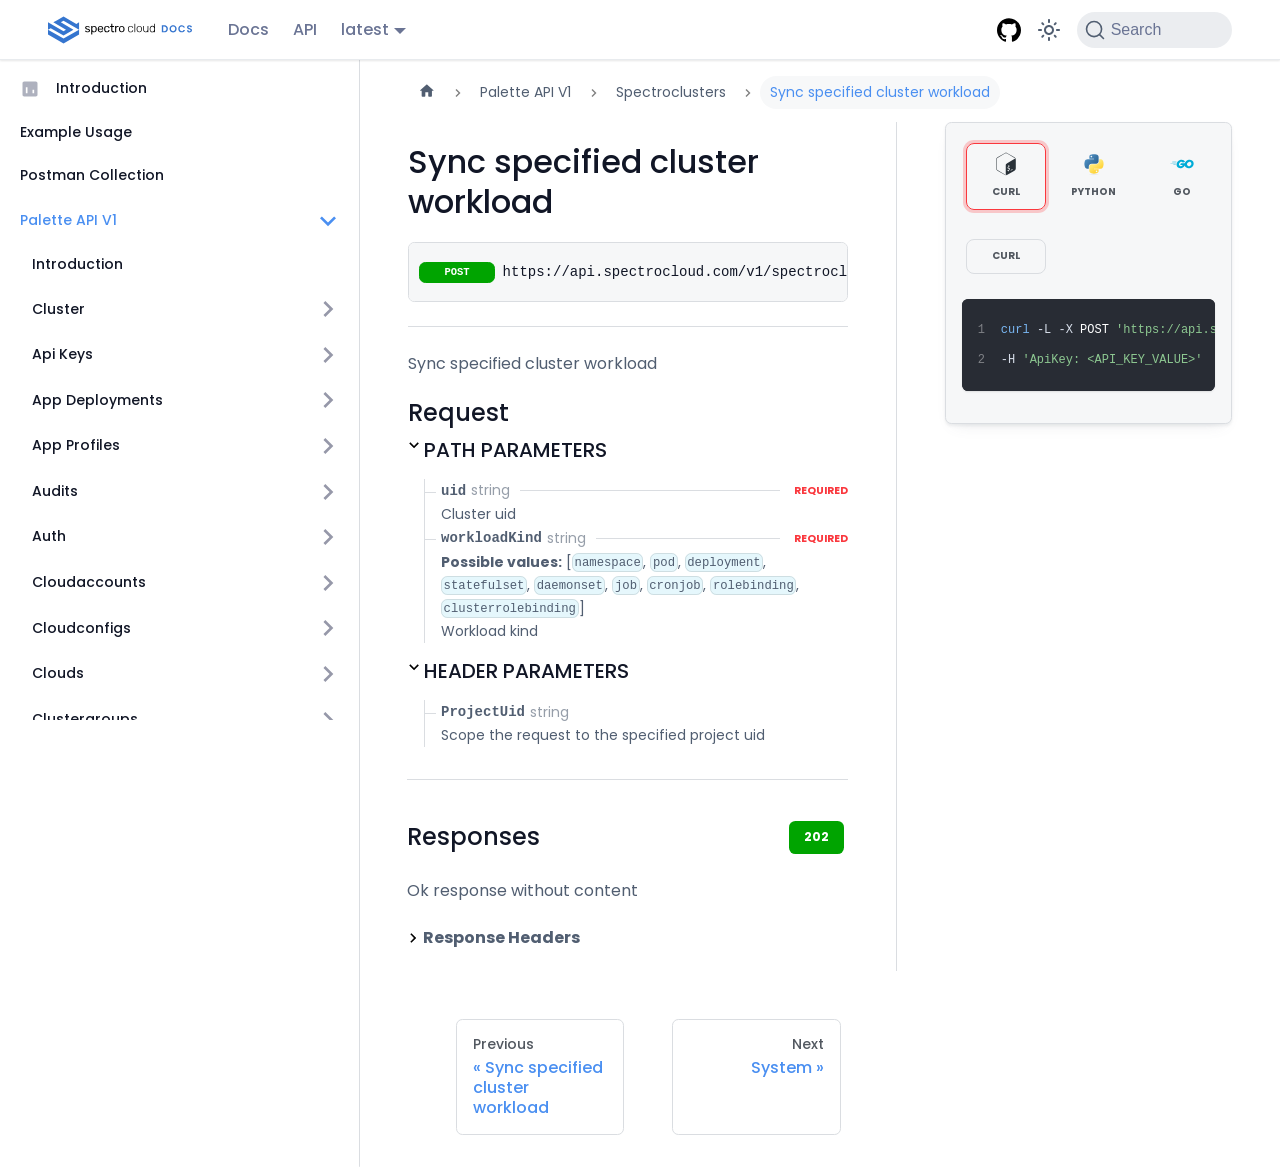 spectro cloud DOCS
Docs
API
latest
Search
Introduction
Example Usage
Postman Collection
Palette API V1
Introduction
Cluster
Api Keys
App Deployments
App Profiles
Audits
Auth
Cloudaccounts
Cloudconfigs
Clouds
Clustergroups
Palette API V1
Spectroclusters
Sync specified cluster workload
Sync specified cluster
workload
POST https://api.spectrocloud.com/v1/spectrocl
Sync specified cluster workload
Request
PATH PARAMETERS
uid string REQUIRED
Cluster uid
workloadKind string REQUIRED
Possible values: [namespace, pod, deployment,
statefulset, daemonset, job, cronjob, rolebinding,
clusterrolebinding]
Workload kind
HEADER PARAMETERS
ProjectUid string
Scope the request to the specified project uid
Responses
202
Ok response without content
Response Headers
Previous
« Sync specified
cluster
workload
Next
System »
CURL
PYTHON
GO
CURL
1 curl -L -X POST 'https://api.s
2 -H 'ApiKey: <API_KEY_VALUE>'